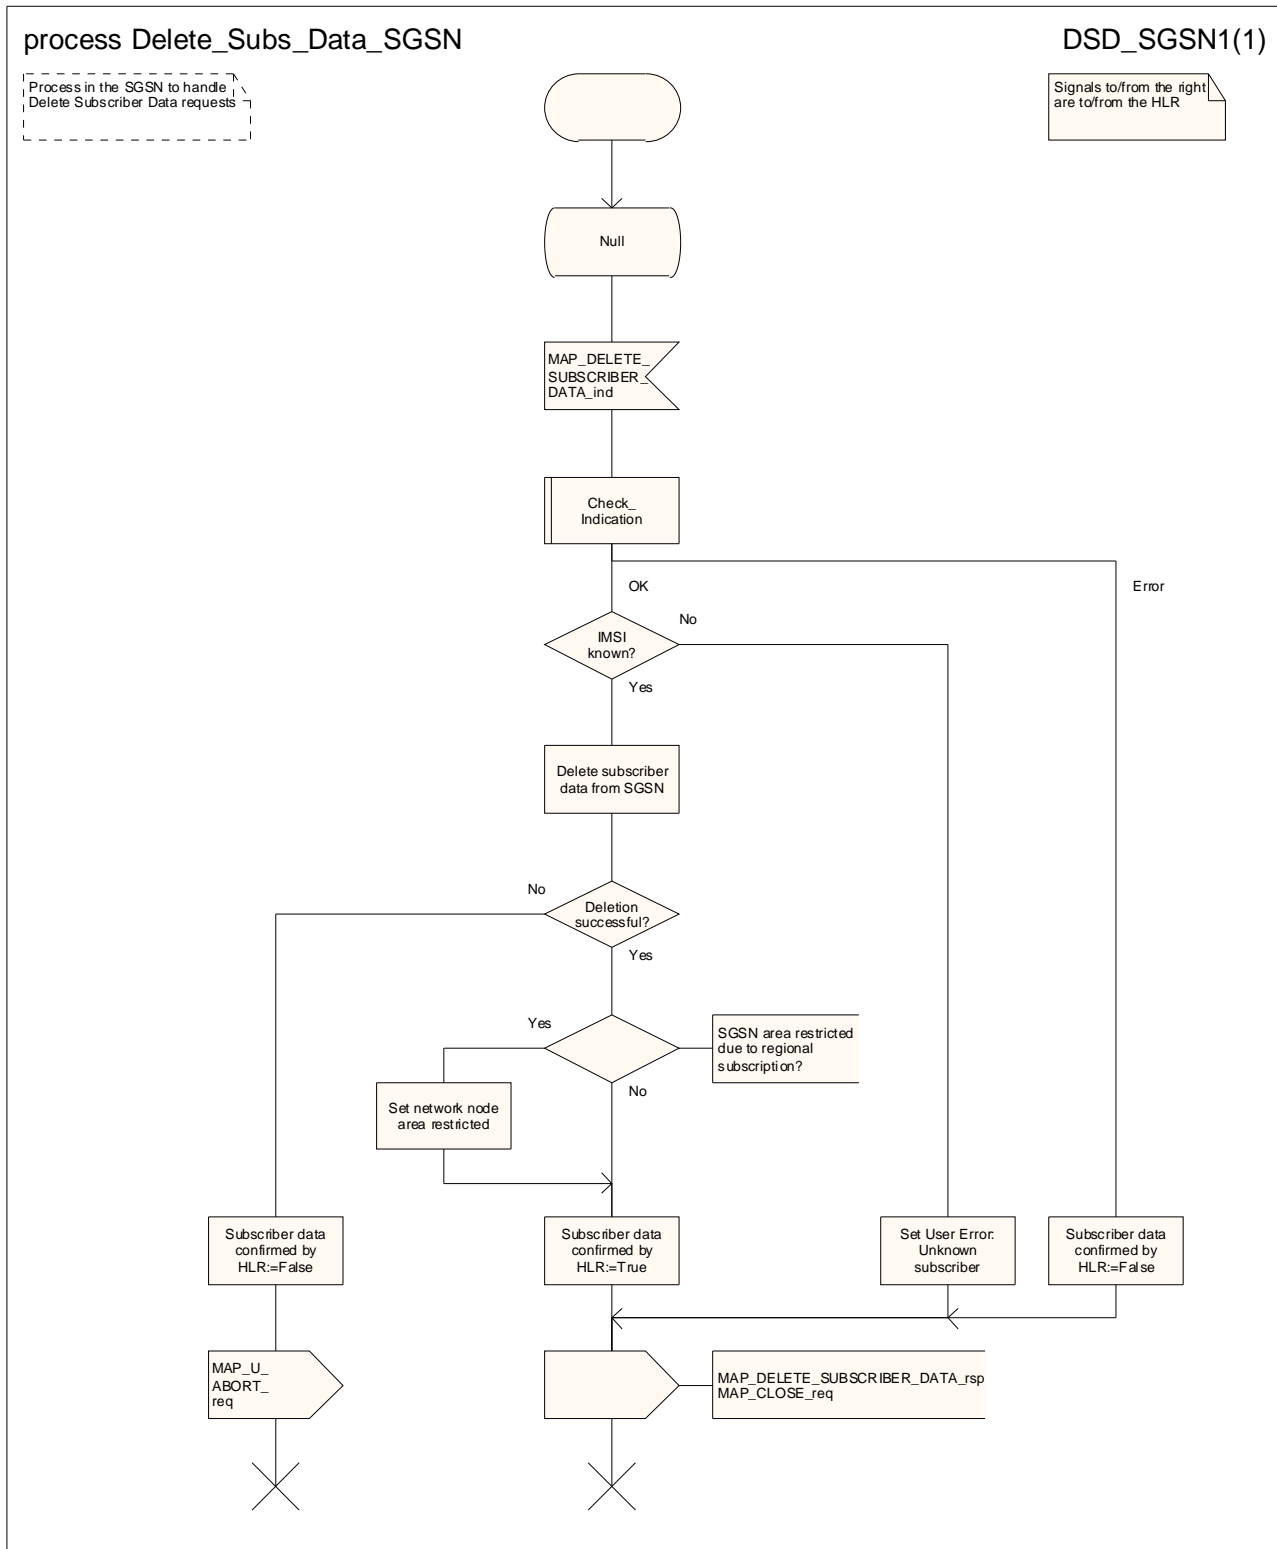 process Delete_Subs_Data_SGSN
DSD_SGSN1(1)
Process in the SGSN to handle
Delete Subscriber Data requests
Signals to/from the right
are to/from the HLR
Null
MAP_DELETE_
SUBSCRIBER_
DATA_ind
Check_
Indication
OK
Error
IMSI
known?
No
Yes
Delete subscriber
data from SGSN
No
Deletion
successful?
Yes
Yes
SGSN area restricted
due to regional
subscription?
No
Set network node
area restricted
Subscriber data
confirmed by
HLR:=False
Subscriber data
confirmed by
HLR:=True
Set User Error:
Unknown
subscriber
Subscriber data
confirmed by
HLR:=False
MAP_U_
ABORT_
req
MAP_DELETE_SUBSCRIBER_DATA_rsp
MAP_CLOSE_req